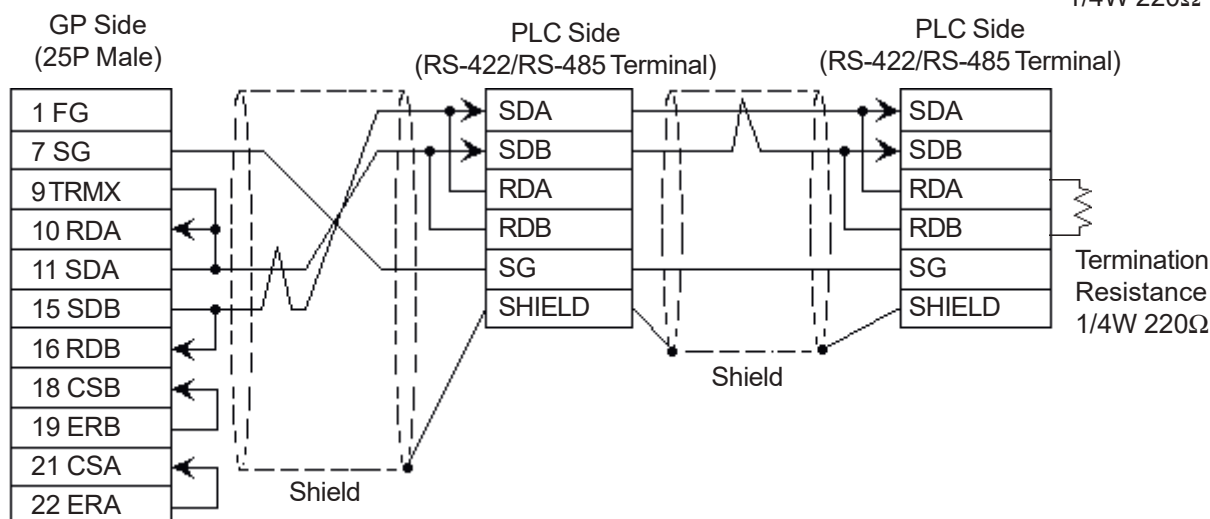 1/4W 220Ω
GP Side
(25P Male)
PLC Side
(RS-422/RS-485 Terminal)
PLC Side
(RS-422/RS-485 Terminal)
1 FG
7 SG
9 TRMX
10 RDA
11 SDA
15 SDB
16 RDB
18 CSB
19 ERB
21 CSA
22 ERA
SDA
SDB
RDA
RDB
SG
SHIELD
SDA
SDB
RDA
RDB
SG
SHIELD
Termination
Resistance
1/4W 220Ω
Shield
Shield